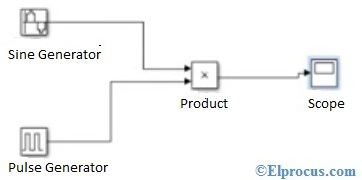 Sine Generator
×
Product
Scope
Pulse Generator
©Elprocus.com